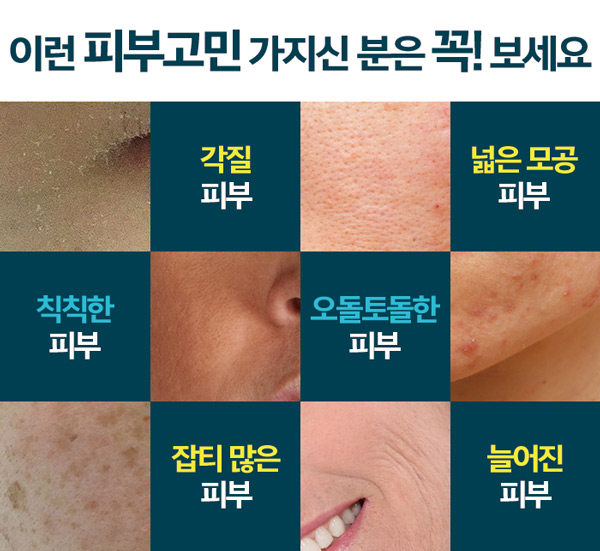 이런 피부고민 가지신 분은 꼭! 보세요
각질
피부
넓은 모공
피부
칙칙한
피부
오돌토돌한
피부
잡티 많은
피부
늘어진
피부